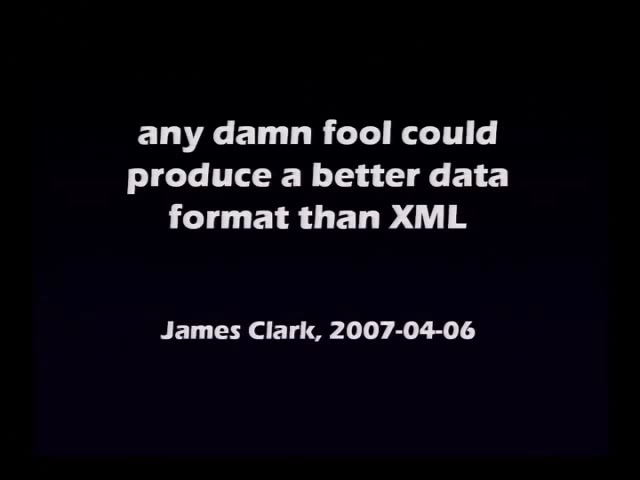 any damn fool could
produce a better data
format than XML
James Clark, 2007-04-06